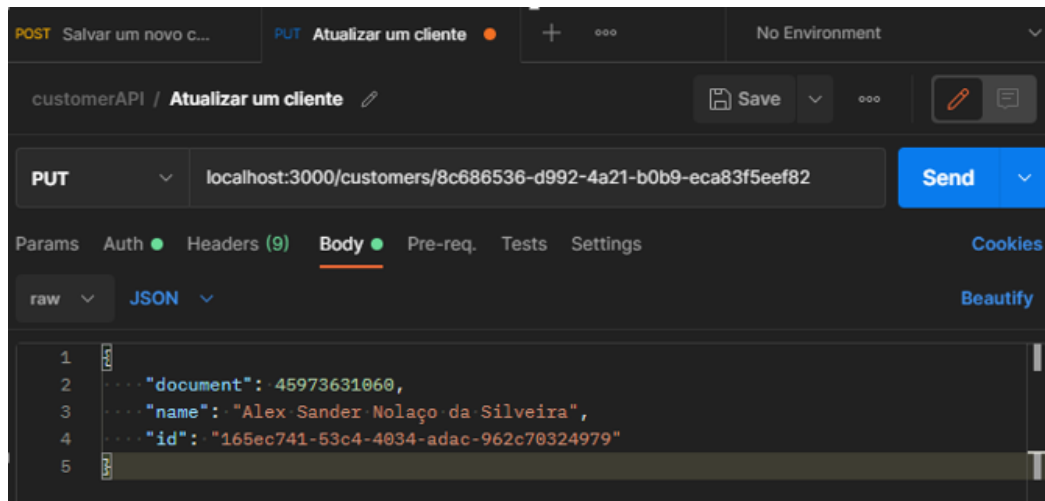 POST Salvar um novo c... PUT Atualizar um cliente No Environment
customerAPI / Atualizar um cliente Save
PUT localhost:3000/customers/8c686536-d992-4a21-b0b9-eca83f5eef82 Send
Params Auth Headers (9) Body Pre-req. Tests Settings Cookies
raw JSON Beautify
1 {
2 "document": 45973631060,
3 "name": "Alex Sander Nolaço da Silveira",
4 "id": "165ec741-53c4-4034-adac-962c70324979"
5 }